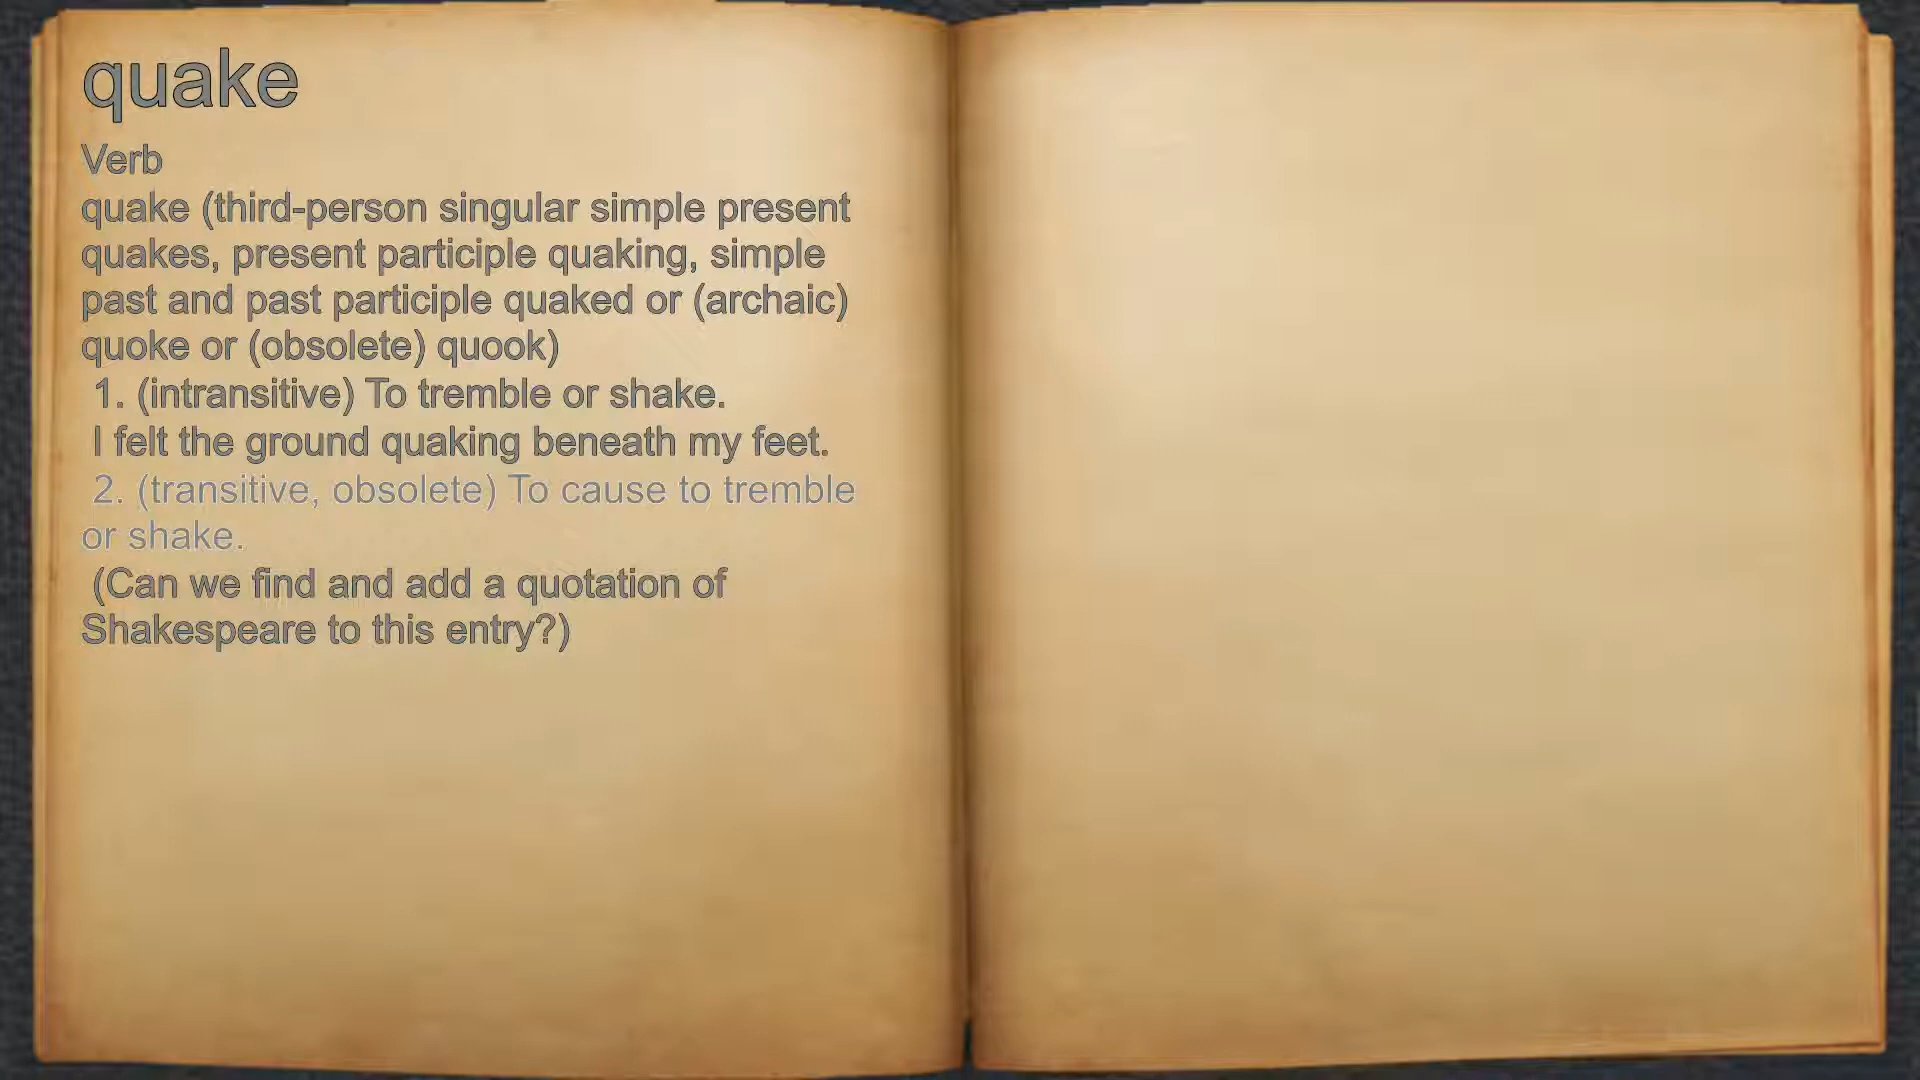 quake
Verb
quake (third-person singular simple present
quakes, present participle quaking, simple
past and past participle quaked or (archaic)
quoke or (obsolete) quook)
1. (intransitive) To tremble or shake.
I felt the ground quaking beneath my feet.
2. (transitive, obsolete) To cause to tremble
or shake.
(Can we find and add a quotation of
Shakespeare to this entry?)